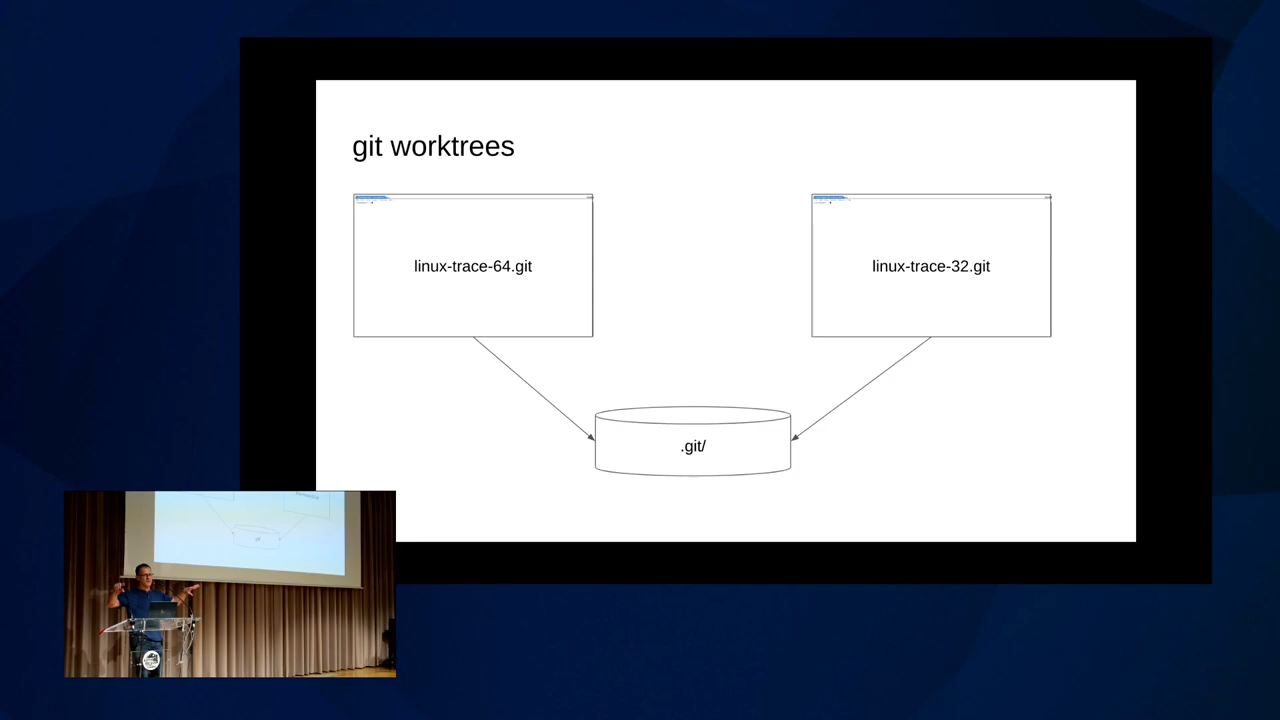 git worktrees
linux-trace-64.git
linux-trace-32.git
.git/